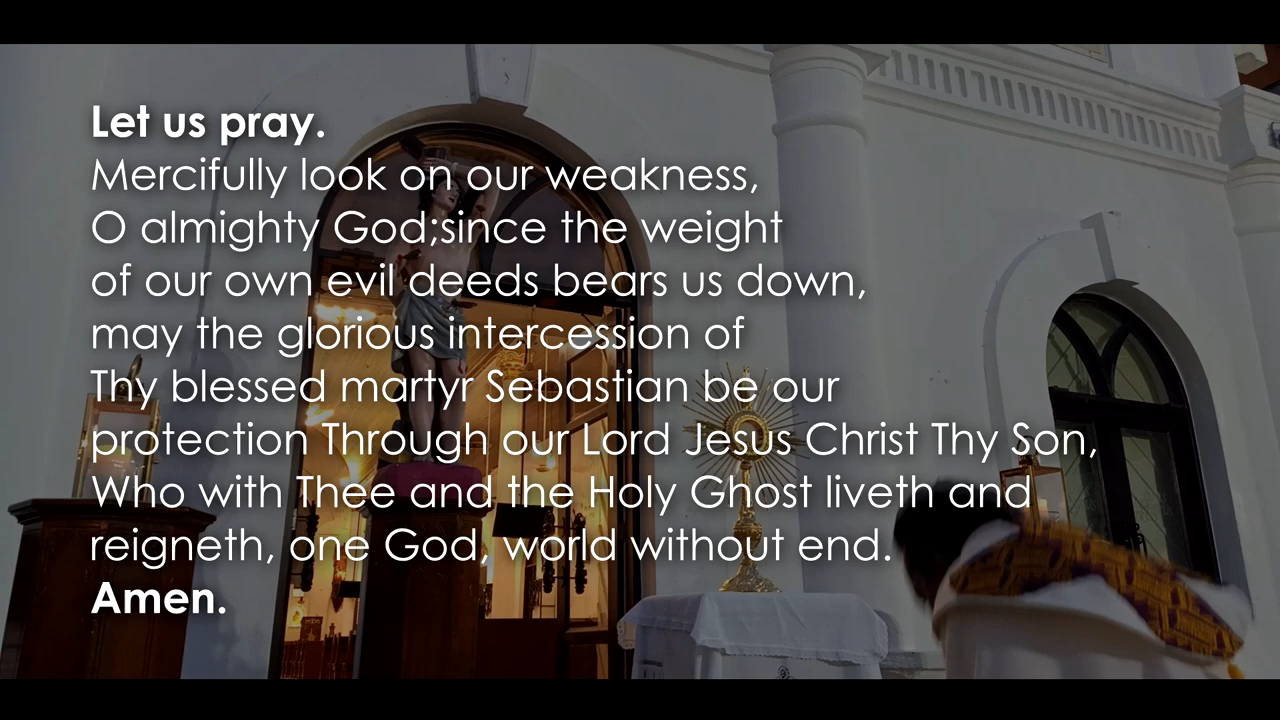 Let us pray.
Mercifully look on our weakness,
O almighty God;since the weight
of our own evil deeds bears us down,
may the glorious intercession of
Thy blessed martyr Sebastian be our
protection Through our Lord Jesus Christ Thy Son,
Who with Thee and the Holy Ghost liveth and
reigneth, one God, world without end.
Amen.